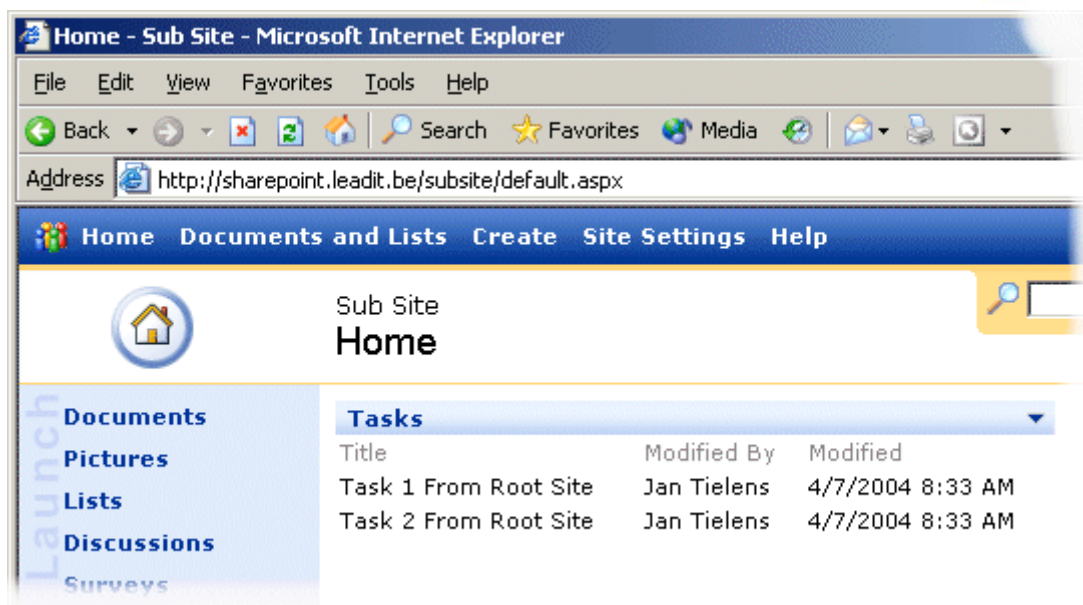 Home - Sub Site - Microsoft Internet Explorer
File Edit View Favorites Tools Help
Back Search Favorites Media
Address http://sharepoint.leadit.be/subsite/default.aspx
Home Documents and Lists Create Site Settings Help
Sub Site
Home
Launch
Documents
Pictures
Lists
Discussions
Surveys
Tasks
Title Modified By Modified
Task 1 From Root Site Jan Tielens 4/7/2004 8:33 AM
Task 2 From Root Site Jan Tielens 4/7/2004 8:33 AM